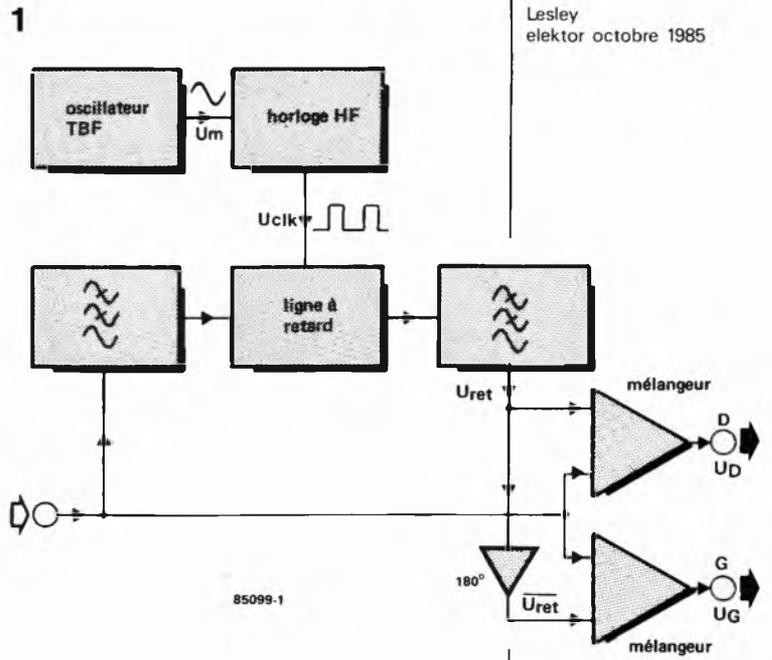 1
Lesley
elektor octobre 1985
oscillateur
TBF
Um
horloge HF
Uclk
ligne à
retard
Uret
mélangeur
D
UD
180°
Uret
G
UG
mélangeur
85099-1